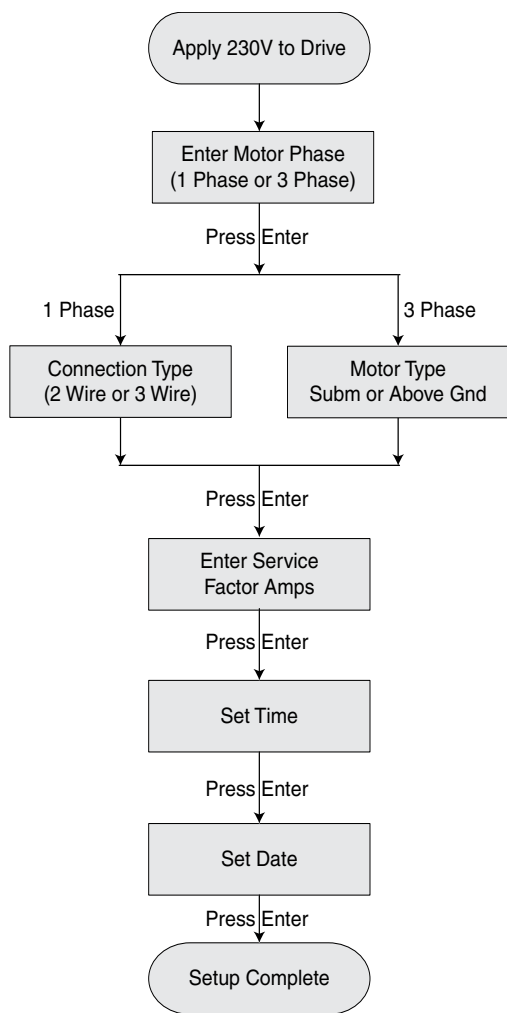 Apply 230V to Drive
Enter Motor Phase
(1 Phase or 3 Phase)
Press Enter
1 Phase
3 Phase
Connection Type
(2 Wire or 3 Wire)
Motor Type
Subm or Above Gnd
Press Enter
Enter Service
Factor Amps
Press Enter
Set Time
Press Enter
Set Date
Press Enter
Setup Complete